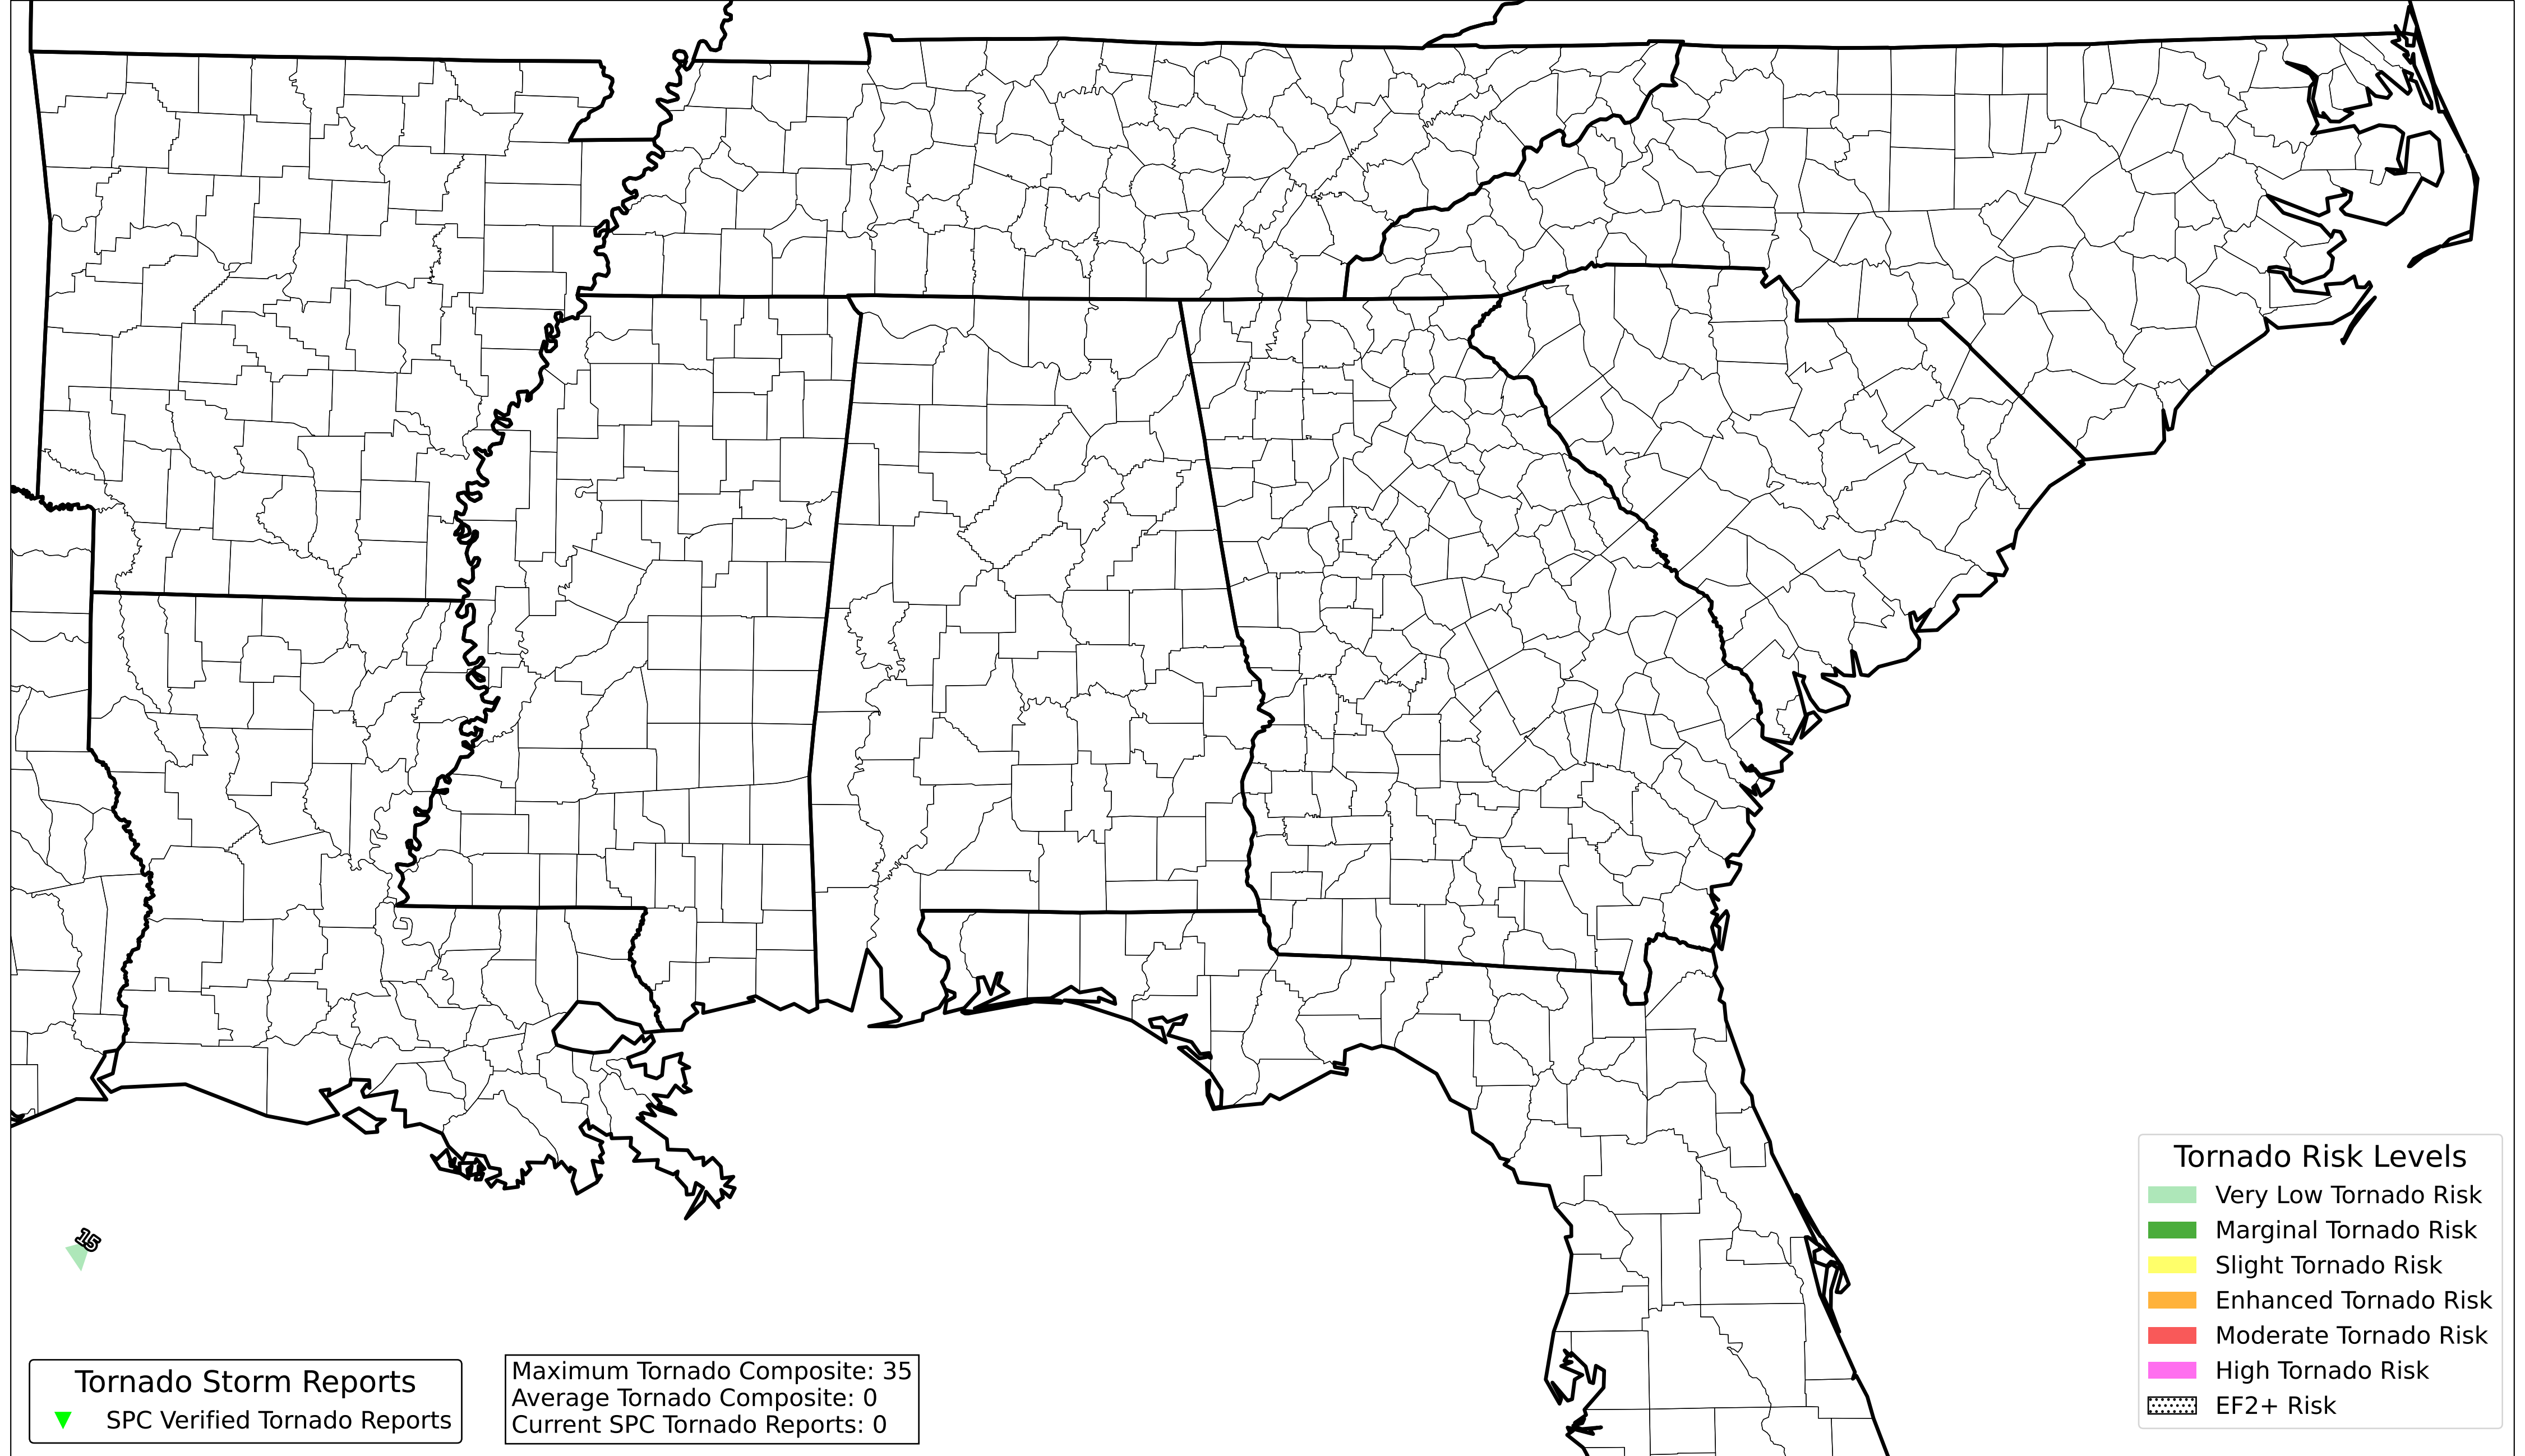 15
Tornado Storm Reports
SPC Verified Tornado Reports
Maximum Tornado Composite: 35
Average Tornado Composite: 0
Current SPC Tornado Reports: 0
Tornado Risk Levels
Very Low Tornado Risk
Marginal Tornado Risk
Slight Tornado Risk
Enhanced Tornado Risk
Moderate Tornado Risk
High Tornado Risk
EF2+ Risk